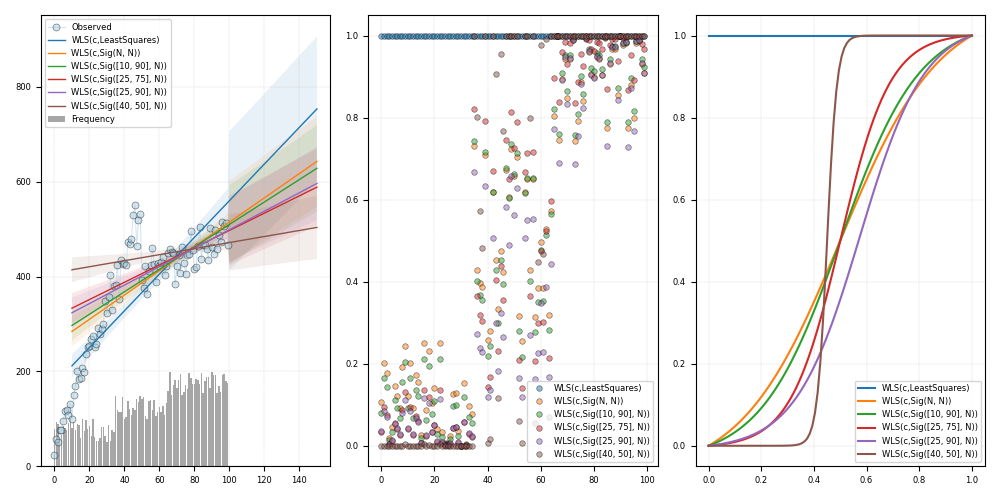 Observed
WLS(c,LeastSquares)
WLS(c,Sig(N, N))
WLS(c,Sig([10, 90], N))
WLS(c,Sig([25, 75], N))
WLS(c,Sig([25, 90], N))
WLS(c,Sig([40, 50], N))
Frequency
800
600
400
200
0
0 20 40 60 80 100 120 140
1.0
0.8
0.6
0.4
0.2
0.0
WLS(c,LeastSquares)
WLS(c,Sig(N, N))
WLS(c,Sig([10, 90], N))
WLS(c,Sig([25, 75], N))
WLS(c,Sig([25, 90], N))
WLS(c,Sig([40, 50], N))
0 20 40 60 80 100
1.0
0.8
0.6
0.4
0.2
0.0
WLS(c,LeastSquares)
WLS(c,Sig(N, N))
WLS(c,Sig([10, 90], N))
WLS(c,Sig([25, 75], N))
WLS(c,Sig([25, 90], N))
WLS(c,Sig([40, 50], N))
0.0 0.2 0.4 0.6 0.8 1.0